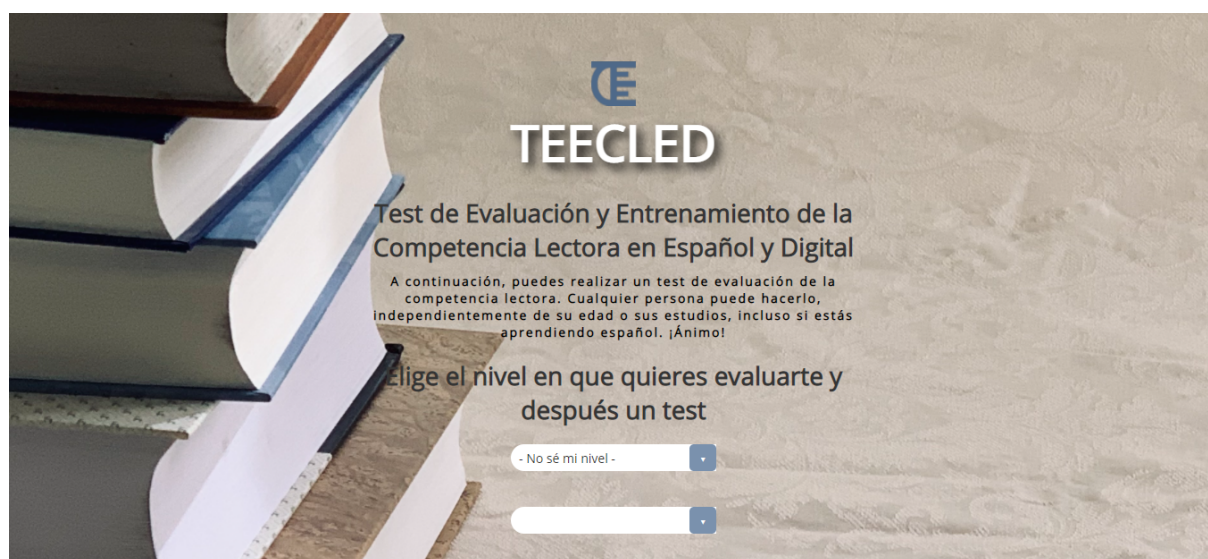 TEECLED
Test de Evaluación y Entrenamiento de la
Competencia Lectora en Español y Digital
A continuación, puedes realizar un test de evaluación de la
competencia lectora. Cualquier persona puede hacerlo,
independientemente de su edad o sus estudios, incluso si estás
aprendiendo español. ¡Ánimo!
Elige el nivel en que quieres evaluarte y
después un test
- No sé mi nivel -